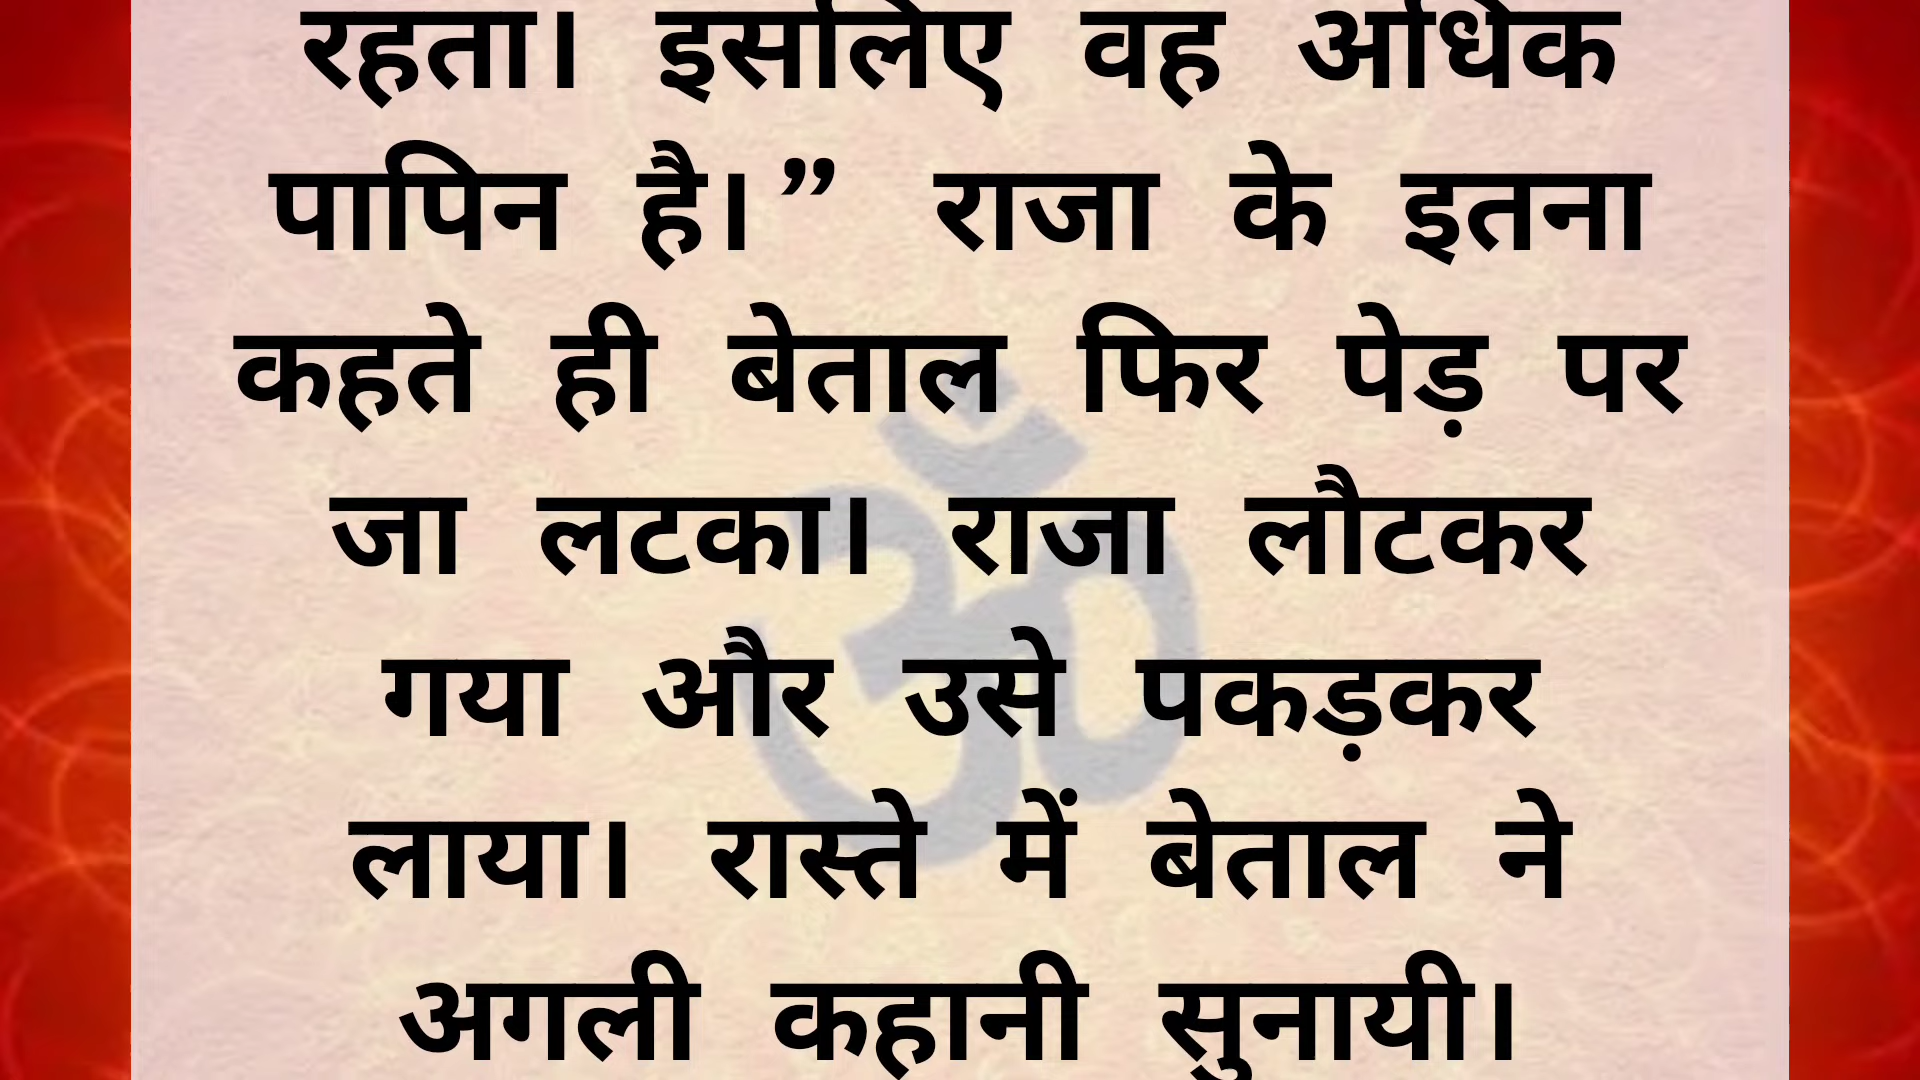 रहता। इसलिए वह अधिक
पापिन है।” राजा के इतना
कहते ही बेताल फिर पेड़ पर
जा लटका। राजा लौटकर
गया और उसे पकड़कर
लाया। रास्ते में बेताल ने
अगली कहानी सुनायी।
ॐ